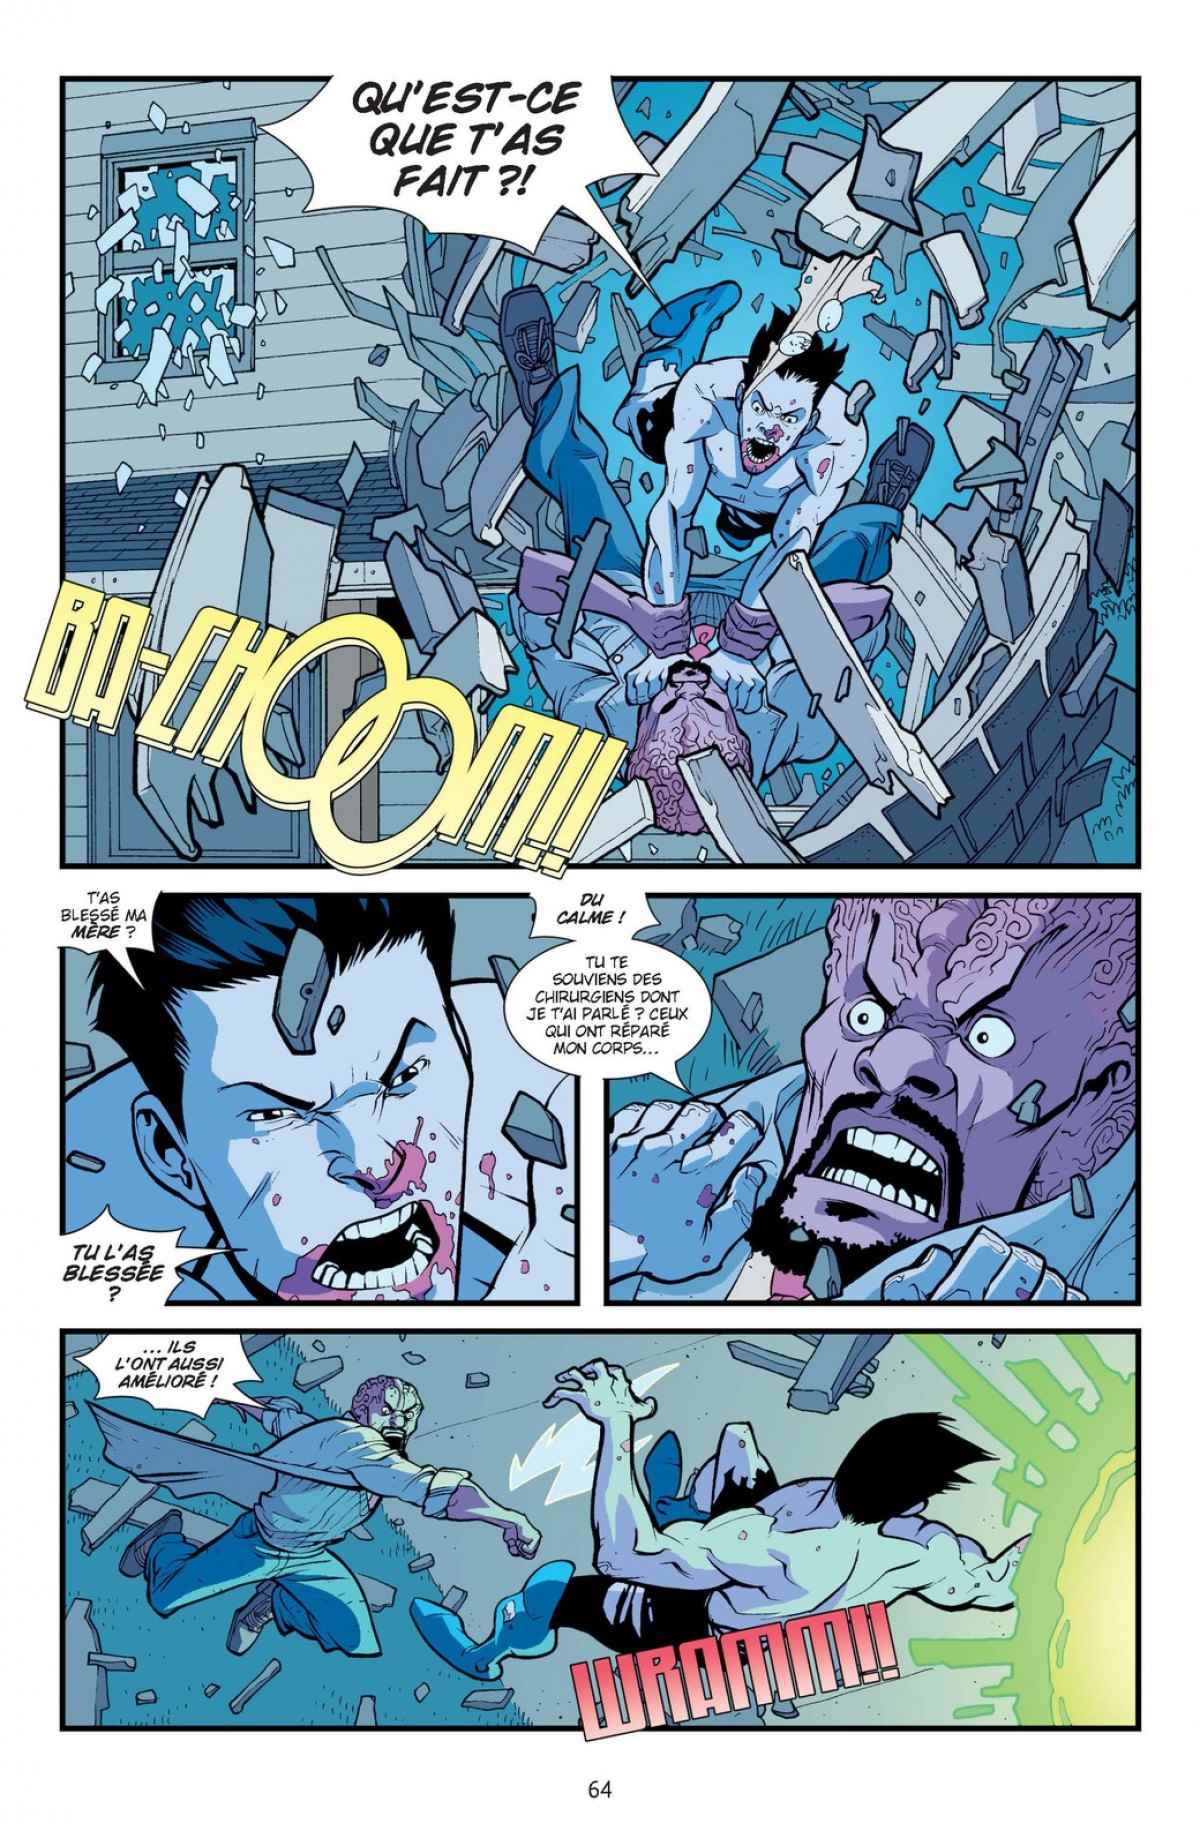 QU'EST-CE
QUE T'AS
FAIT ?!
BA-CHOOM!!
T'AS
BLESSÉ MA
MÈRE ?
TU L'AS
BLESSÉE
?
DU
CALME !
TU TE
SOUVIENS DES
CHIRURGIENS DONT
JE T'AI PARLÉ ? CEUX
QUI ONT RÉPARÉ
MON CORPS...
... ILS
L'ONT AUSSI
AMÉLIORÉ !
WRAMM!!
64